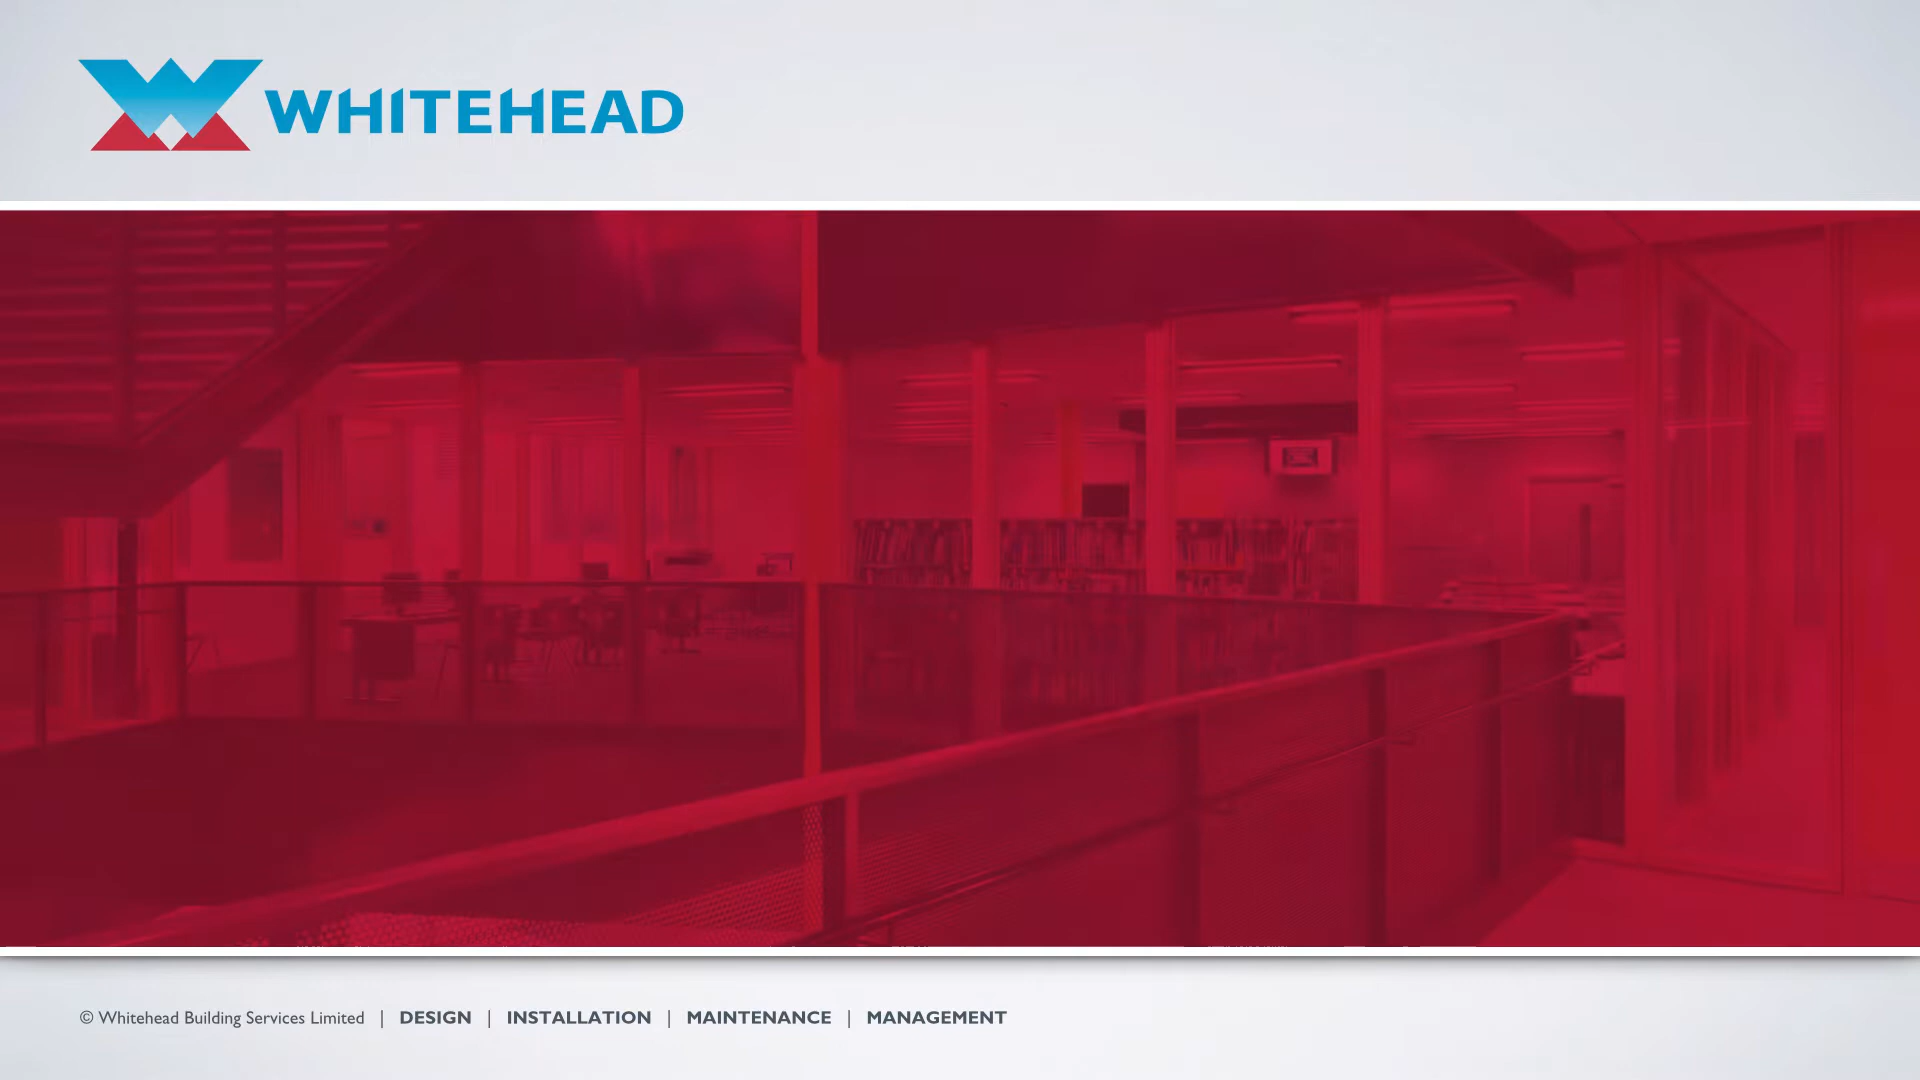 WHITEHEAD
© Whitehead Building Services Limited | DESIGN | INSTALLATION | MAINTENANCE | MANAGEMENT